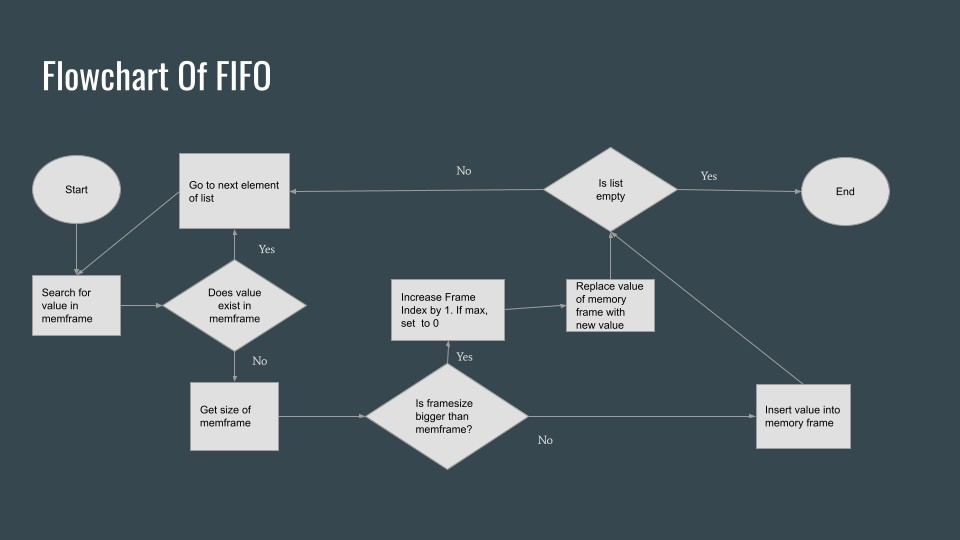 Flowchart Of FIFO
Start
Go to next element
of list
No
Is list
empty
Yes
End
Yes
Search for
value in
memframe
Does value
exist in
memframe
Increase Frame
Index by 1. If max,
set to 0
Replace value
of memory
frame with
new value
No
Yes
Get size of
memframe
Is framesize
bigger than
memframe?
No
Insert value into
memory frame